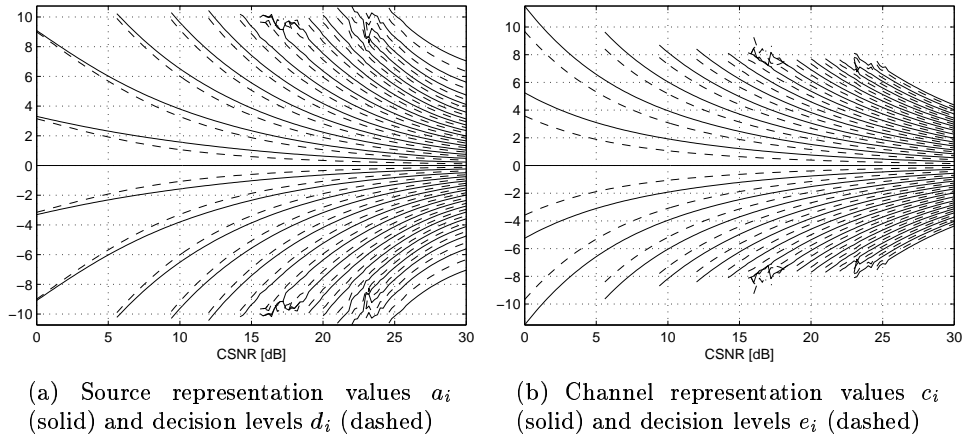 10
8
6
4
2
0
−2
−4
−6
−8
−10
0 5 10 15 20 25 30
CSNR [dB]
10
8
6
4
2
0
−2
−4
−6
−8
−10
0 5 10 15 20 25 30
CSNR [dB]
(a) Source representation values a_i
(solid) and decision levels d_i (dashed)
(b) Channel representation values c_i
(solid) and decision levels e_i (dashed)